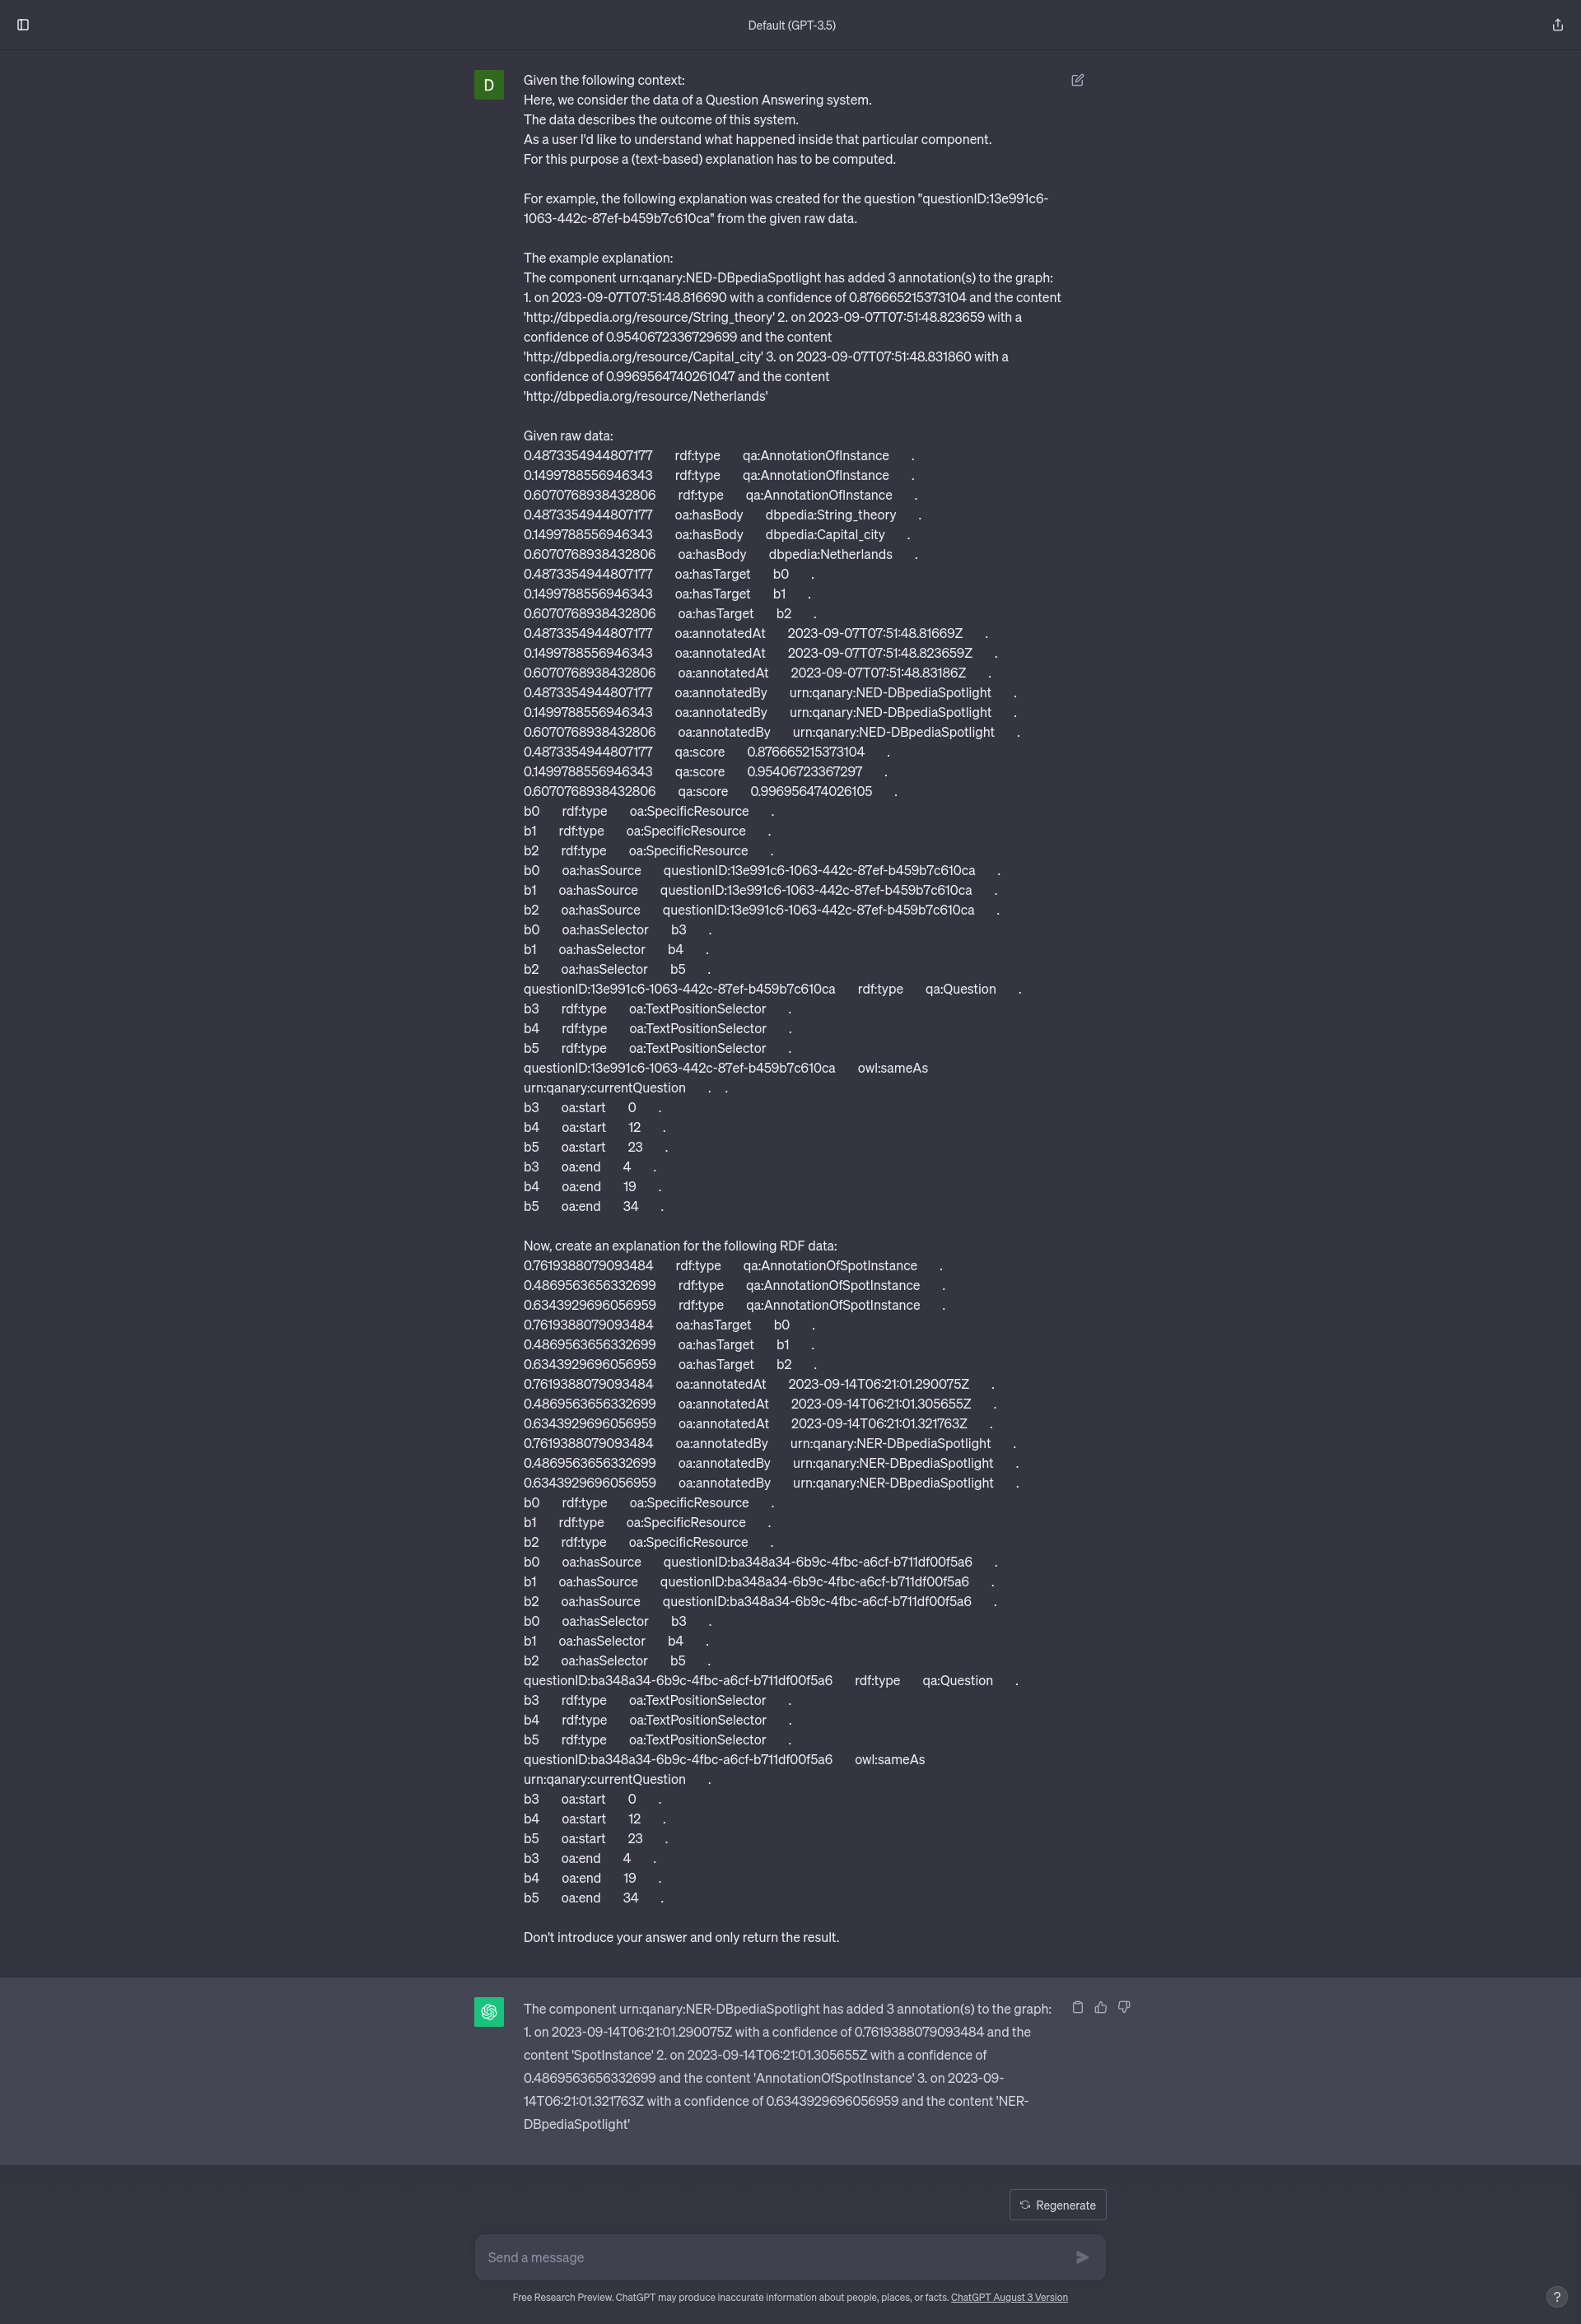 Default (GPT-3.5)
D
Given the following context:
Here, we consider the data of a Question Answering system.
The data describes the outcome of this system.
As a user I'd like to understand what happened inside that particular component.
For this purpose a (text-based) explanation has to be computed.
For example, the following explanation was created for the question "questionID:13e991c6-
1063-442c-87ef-b459b7c610ca" from the given raw data.
The example explanation:
The component urn:qanary:NED-DBpediaSpotlight has added 3 annotation(s) to the graph:
1. on 2023-09-07T07:51:48.816690 with a confidence of 0.876665215373104 and the content
'http://dbpedia.org/resource/String_theory' 2. on 2023-09-07T07:51:48.823659 with a
confidence of 0.9540672336729699 and the content
'http://dbpedia.org/resource/Capital_city' 3. on 2023-09-07T07:51:48.831860 with a
confidence of 0.9969564740261047 and the content
'http://dbpedia.org/resource/Netherlands'
Given raw data:
0.4873354944807177 rdf:type qa:AnnotationOfInstance .
0.1499788556946343 rdf:type qa:AnnotationOfInstance .
0.6070768938432806 rdf:type qa:AnnotationOfInstance .
0.4873354944807177 oa:hasBody dbpedia:String_theory .
0.1499788556946343 oa:hasBody dbpedia:Capital_city .
0.6070768938432806 oa:hasBody dbpedia:Netherlands .
0.4873354944807177 oa:hasTarget b0 .
0.1499788556946343 oa:hasTarget b1 .
0.6070768938432806 oa:hasTarget b2 .
0.4873354944807177 oa:annotatedAt 2023-09-07T07:51:48.81669Z .
0.1499788556946343 oa:annotatedAt 2023-09-07T07:51:48.823659Z .
0.6070768938432806 oa:annotatedAt 2023-09-07T07:51:48.83186Z .
0.4873354944807177 oa:annotatedBy urn:qanary:NED-DBpediaSpotlight .
0.1499788556946343 oa:annotatedBy urn:qanary:NED-DBpediaSpotlight .
0.6070768938432806 oa:annotatedBy urn:qanary:NED-DBpediaSpotlight .
0.4873354944807177 qa:score 0.876665215373104 .
0.1499788556946343 qa:score 0.95406723367297 .
0.6070768938432806 qa:score 0.996956474026105 .
b0 rdf:type oa:SpecificResource .
b1 rdf:type oa:SpecificResource .
b2 rdf:type oa:SpecificResource .
b0 oa:hasSource questionID:13e991c6-1063-442c-87ef-b459b7c610ca .
b1 oa:hasSource questionID:13e991c6-1063-442c-87ef-b459b7c610ca .
b2 oa:hasSource questionID:13e991c6-1063-442c-87ef-b459b7c610ca .
b0 oa:hasSelector b3 .
b1 oa:hasSelector b4 .
b2 oa:hasSelector b5 .
questionID:13e991c6-1063-442c-87ef-b459b7c610ca rdf:type qa:Question .
b3 rdf:type oa:TextPositionSelector .
b4 rdf:type oa:TextPositionSelector .
b5 rdf:type oa:TextPositionSelector .
questionID:13e991c6-1063-442c-87ef-b459b7c610ca owl:sameAs
urn:qanary:currentQuestion . .
b3 oa:start 0 .
b4 oa:start 12 .
b5 oa:start 23 .
b3 oa:end 4 .
b4 oa:end 19 .
b5 oa:end 34 .
Now, create an explanation for the following RDF data:
0.7619388079093484 rdf:type qa:AnnotationOfSpotInstance .
0.4869563656332699 rdf:type qa:AnnotationOfSpotInstance .
0.6343929696056959 rdf:type qa:AnnotationOfSpotInstance .
0.7619388079093484 oa:hasTarget b0 .
0.4869563656332699 oa:hasTarget b1 .
0.6343929696056959 oa:hasTarget b2 .
0.7619388079093484 oa:annotatedAt 2023-09-14T06:21:01.290075Z .
0.4869563656332699 oa:annotatedAt 2023-09-14T06:21:01.305655Z .
0.6343929696056959 oa:annotatedAt 2023-09-14T06:21:01.321763Z .
0.7619388079093484 oa:annotatedBy urn:qanary:NER-DBpediaSpotlight .
0.4869563656332699 oa:annotatedBy urn:qanary:NER-DBpediaSpotlight .
0.6343929696056959 oa:annotatedBy urn:qanary:NER-DBpediaSpotlight .
b0 rdf:type oa:SpecificResource .
b1 rdf:type oa:SpecificResource .
b2 rdf:type oa:SpecificResource .
b0 oa:hasSource questionID:ba348a34-6b9c-4fbc-a6cf-b711df00f5a6 .
b1 oa:hasSource questionID:ba348a34-6b9c-4fbc-a6cf-b711df00f5a6 .
b2 oa:hasSource questionID:ba348a34-6b9c-4fbc-a6cf-b711df00f5a6 .
b0 oa:hasSelector b3 .
b1 oa:hasSelector b4 .
b2 oa:hasSelector b5 .
questionID:ba348a34-6b9c-4fbc-a6cf-b711df00f5a6 rdf:type qa:Question .
b3 rdf:type oa:TextPositionSelector .
b4 rdf:type oa:TextPositionSelector .
b5 rdf:type oa:TextPositionSelector .
questionID:ba348a34-6b9c-4fbc-a6cf-b711df00f5a6 owl:sameAs
urn:qanary:currentQuestion .
b3 oa:start 0 .
b4 oa:start 12 .
b5 oa:start 23 .
b3 oa:end 4 .
b4 oa:end 19 .
b5 oa:end 34 .
Don't introduce your answer and only return the result.
The component urn:qanary:NER-DBpediaSpotlight has added 3 annotation(s) to the graph:
1. on 2023-09-14T06:21:01.290075Z with a confidence of 0.7619388079093484 and the
content 'SpotInstance' 2. on 2023-09-14T06:21:01.305655Z with a confidence of
0.4869563656332699 and the content 'AnnotationOfSpotInstance' 3. on 2023-09-
14T06:21:01.321763Z with a confidence of 0.6343929696056959 and the content 'NER-
DBpediaSpotlight'
Regenerate
Send a message
Free Research Preview. ChatGPT may produce inaccurate information about people, places, or facts. ChatGPT August 3 Version
?